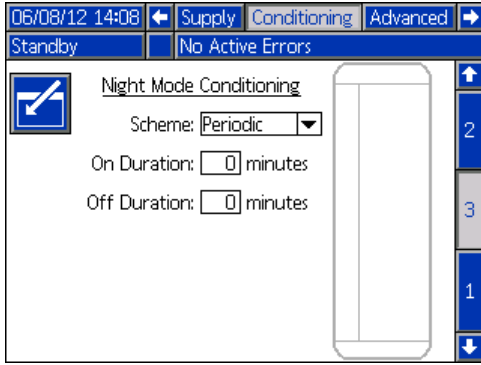 06/08/12 14:08 Supply Conditioning Advanced
Standby No Active Errors
Night Mode Conditioning
Scheme: Periodic
2
On Duration: 0 minutes
Off Duration: 0 minutes
3
1